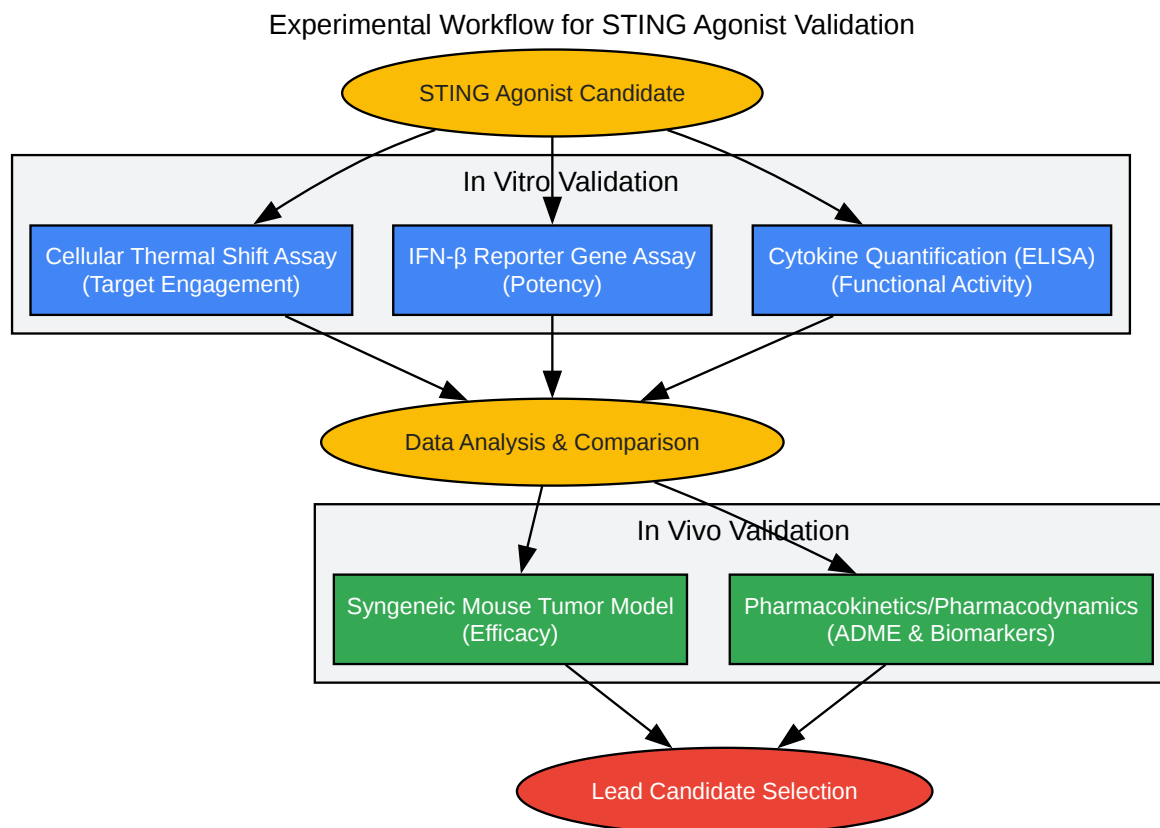 Experimental Workflow for STING Agonist Validation
STING Agonist Candidate
In Vitro Validation
Cellular Thermal Shift Assay
(Target Engagement)
IFN-β Reporter Gene Assay
(Potency)
Cytokine Quantification (ELISA)
(Functional Activity)
Data Analysis & Comparison
In Vivo Validation
Syngeneic Mouse Tumor Model
(Efficacy)
Pharmacokinetics/Pharmacodynamics
(ADME & Biomarkers)
Lead Candidate Selection